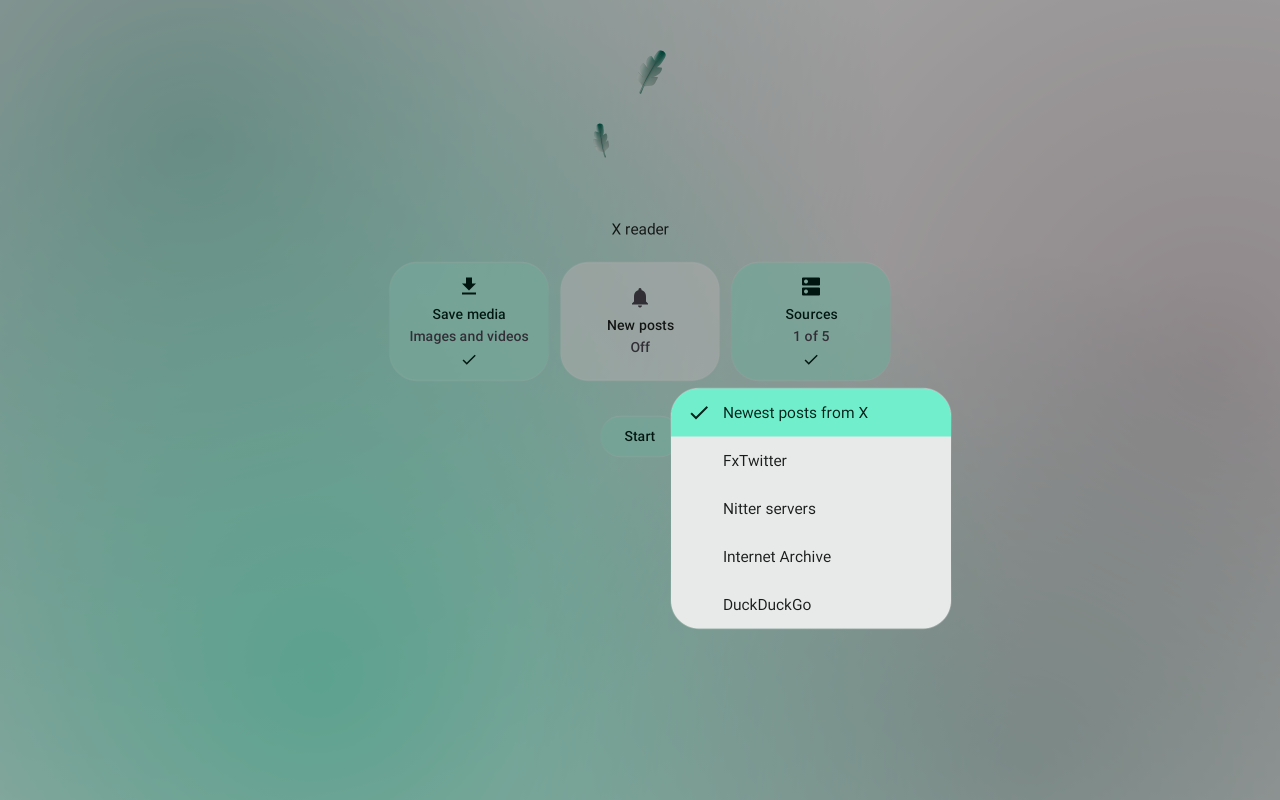 X reader
Save media
Images and videos
New posts
Off
Sources
1 of 5
Start
Newest posts from X
FxTwitter
Nitter servers
Internet Archive
DuckDuckGo